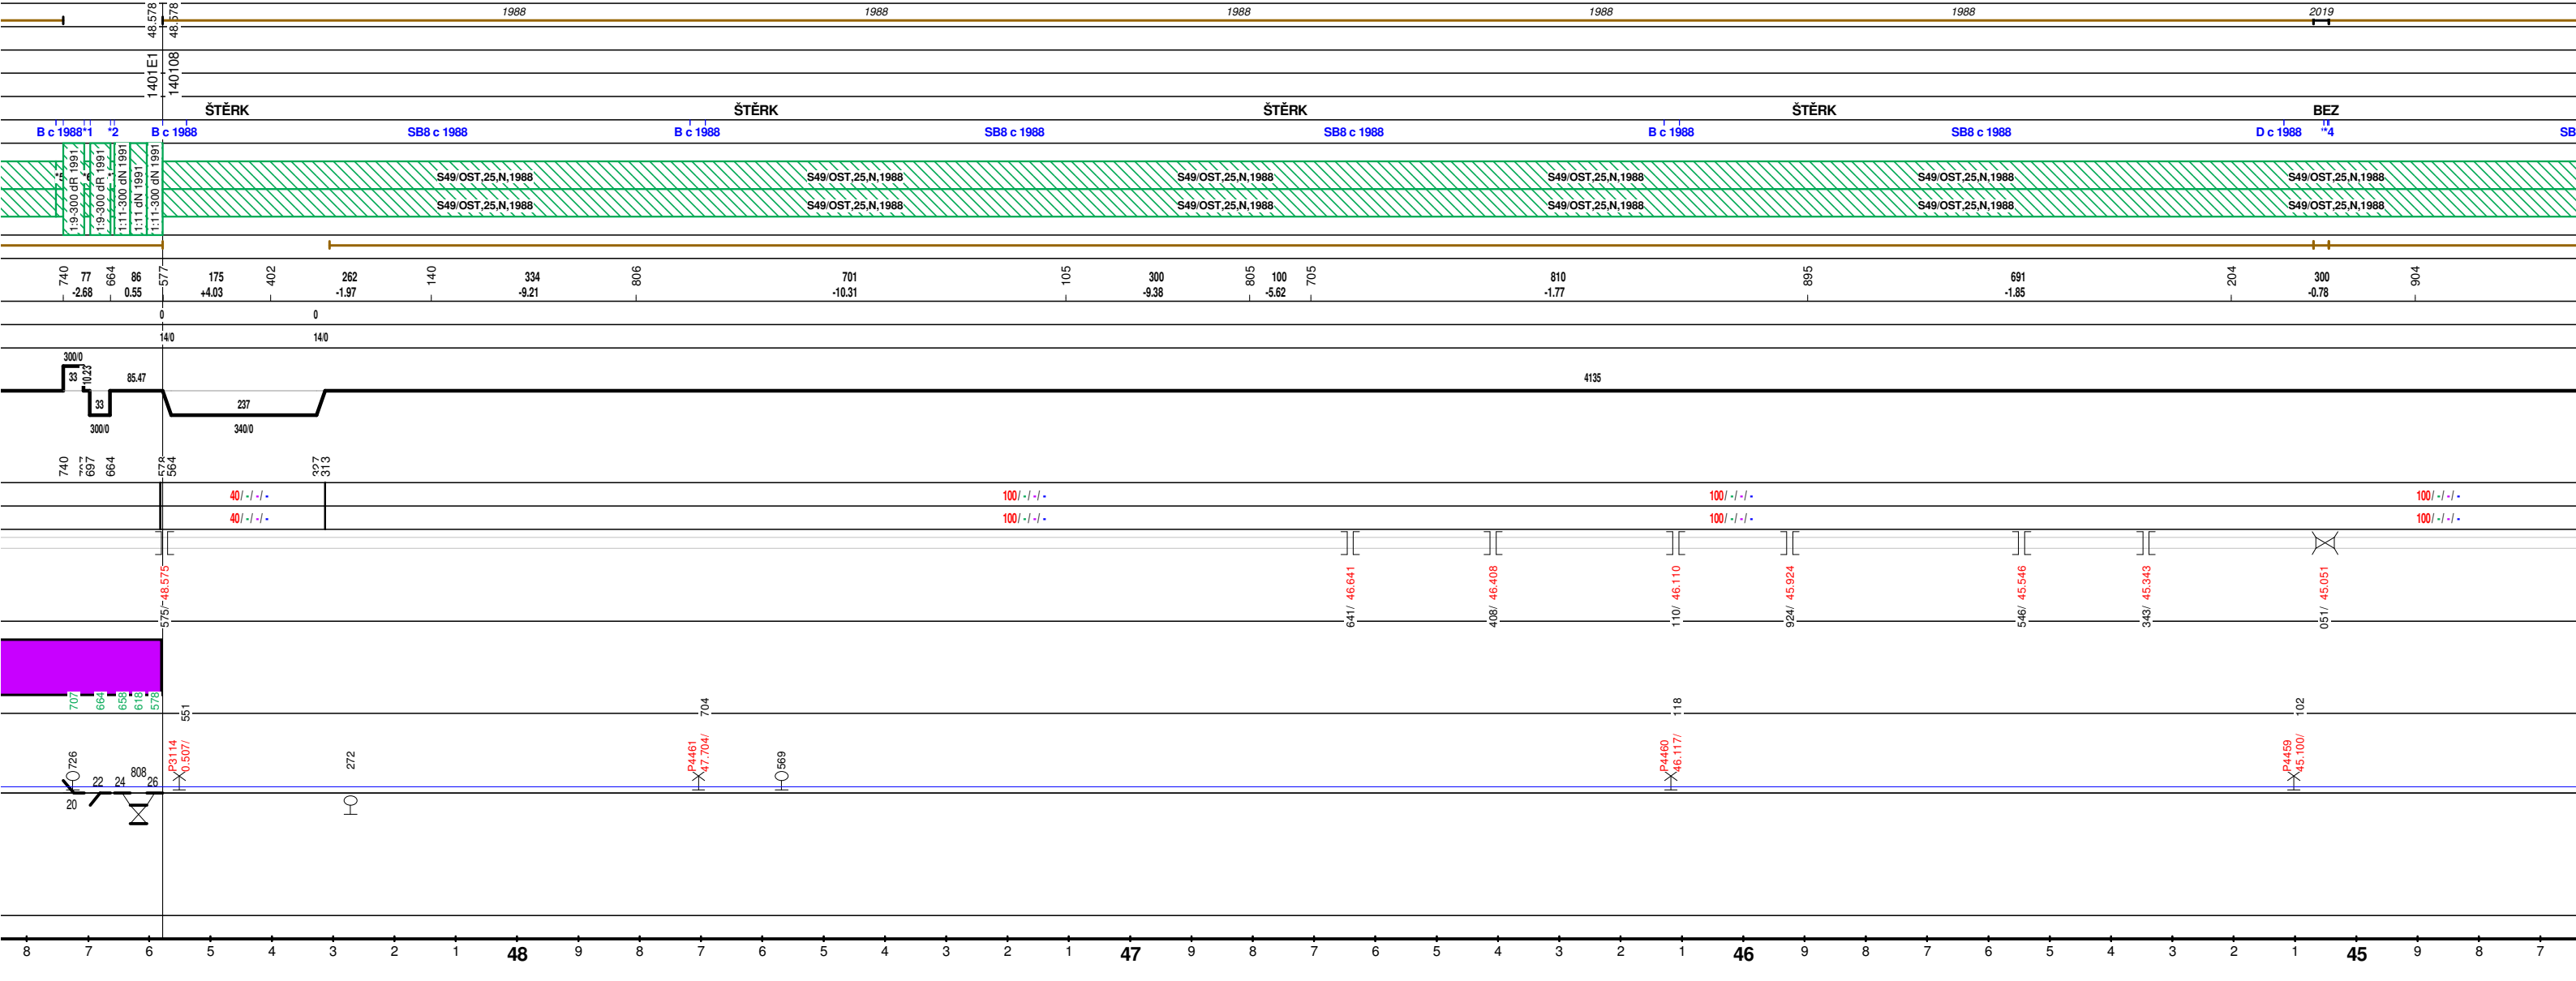 1988 1988 1988 1988 1988 2019
48.578 48.578
1401E1 140108
ŠTĚRK ŠTĚRK ŠTĚRK ŠTĚRK BEZ
B c 1988 *1 *2 B c 1988 SB8 c 1988 B c 1988 SB8 c 1988 SB8 c 1988 B c 1988 SB8 c 1988 D c 1988 *4 SB
1:9-300 dR 1991 1:9-300 dR 1991 1:11-300 dN 1991 1:11 dN 1991 1:11-300 dN 1991
S49/OST,25,N,1988 S49/OST,25,N,1988 S49/OST,25,N,1988 S49/OST,25,N,1988 S49/OST,25,N,1988 S49/OST,25,N,1988
S49/OST,25,N,1988 S49/OST,25,N,1988 S49/OST,25,N,1988 S49/OST,25,N,1988 S49/OST,25,N,1988 S49/OST,25,N,1988
740 77 664 86 577 175 402 262 140 334 806 701 105 300 805 100 705 810 895 691 204 300 904
-2.68 0.55 +4.03 -1.97 -9.21 -10.31 -9.38 -5.62 -1.77 -1.85 -0.78
0 0
14/0 14/0
300/0
33 10.23 85.47 4135
33 237
300/0 340/0
740 697 664 578 564 327 313
40/ -/ -/ - 100/ -/ -/ - 100/ -/ -/ - 100/ -/ -/ -
40/ -/ -/ - 100/ -/ -/ - 100/ -/ -/ - 100/ -/ -/ -
575/ 48.575 641/ 46.641 408/ 46.408 110/ 46.110 924/ 45.924 546/ 45.546 343/ 45.343 051/ 45.051
707 664 658 618 578
551 704 118 102
726 P3114 0.507/ 272 P4461 47.704/ 569 P4460 46.117/ P4459 45.100/
808
22 24 26
20
8 7 6 5 4 3 2 1 48 9 8 7 6 5 4 3 2 1 47 9 8 7 6 5 4 3 2 1 46 9 8 7 6 5 4 3 2 1 45 9 8 7